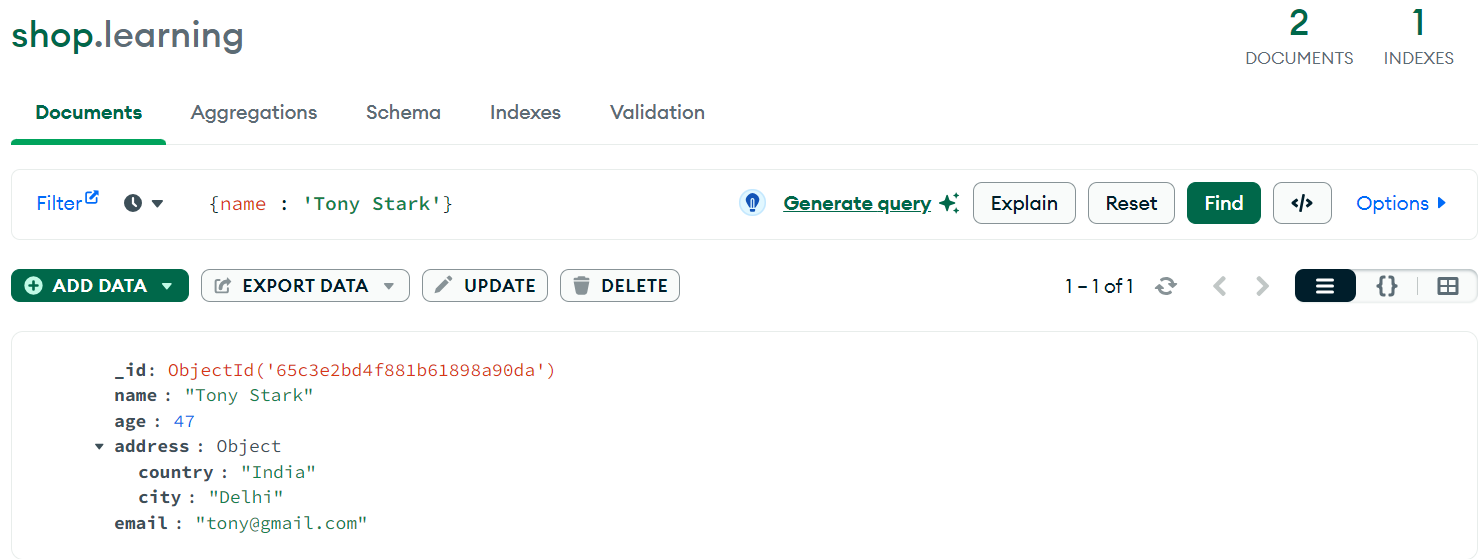 shop.learning
2 1
DOCUMENTS INDEXES
Documents Aggregations Schema Indexes Validation
Filter {name : 'Tony Stark'} Generate query Explain Reset Find </> Options
ADD DATA EXPORT DATA UPDATE DELETE 1 – 1 of 1 {}
_id: ObjectId('65c3e2bd4f881b61898a90da')
name : "Tony Stark"
age : 47
address : Object
country : "India"
city : "Delhi"
email : "tony@gmail.com"